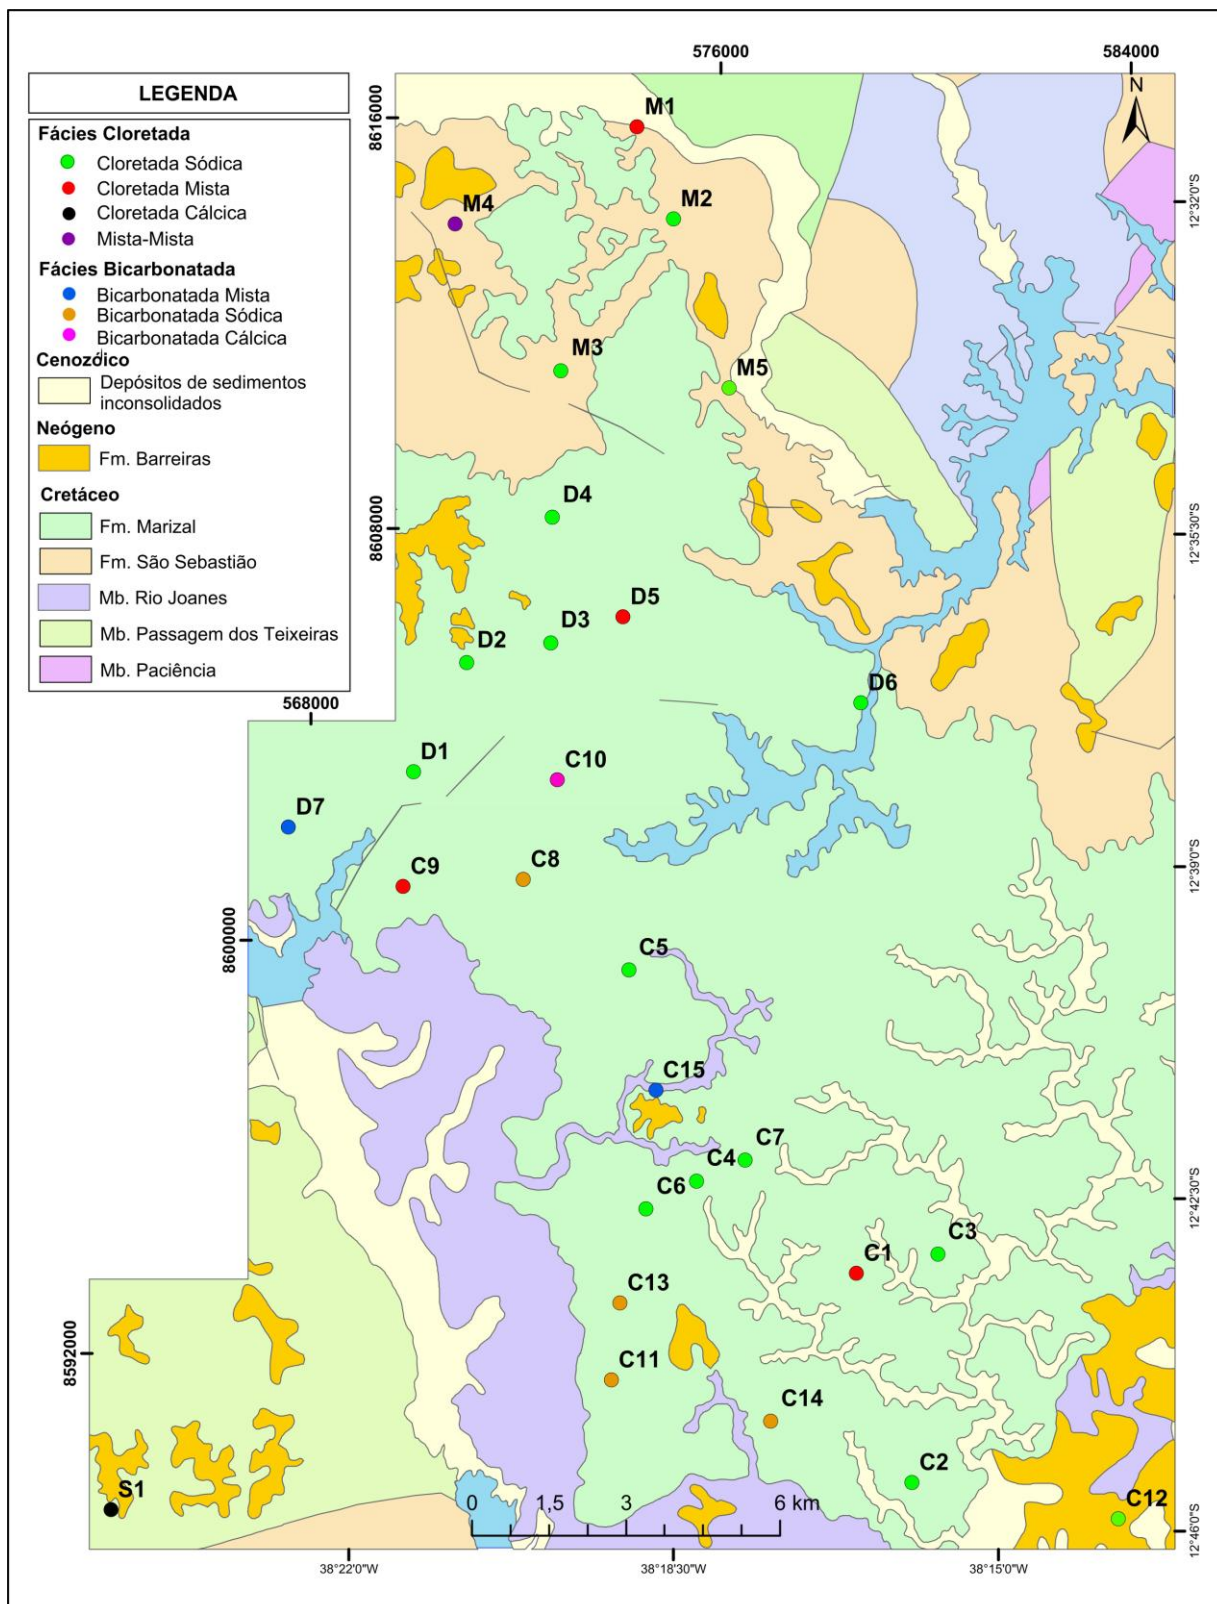 LEGENDA
Fácies Cloretada
Cloretada Sódica
Cloretada Mista
Cloretada Cálcica
Mista-Mista
Fácies Bicarbonatada
Bicarbonatada Mista
Bicarbonatada Sódica
Bicarbonatada Cálcica
Cenozóico
Depósitos de sedimentos
inconsolidados
Neógeno
Fm. Barreiras
Cretáceo
Fm. Marizal
Fm. São Sebastião
Mb. Rio Joanes
Mb. Passagem dos Teixeiras
Mb. Paciência
576000
584000
N
8616000
M1
12°32'0"S
M4
M2
M3
M5
8608000
D4
12°35'30"S
D5
D3
D2
D6
568000
D1
C10
D7
C9
C8
12°39'0"S
8600000
C5
C15
C7
C4
C6
12°42'30"S
C3
C1
C13
8592000
C11
C14
C2
S1
C12
0 1,5 3 6 km
12°46'0"S
38°22'0"W
38°18'30"W
38°15'0"W